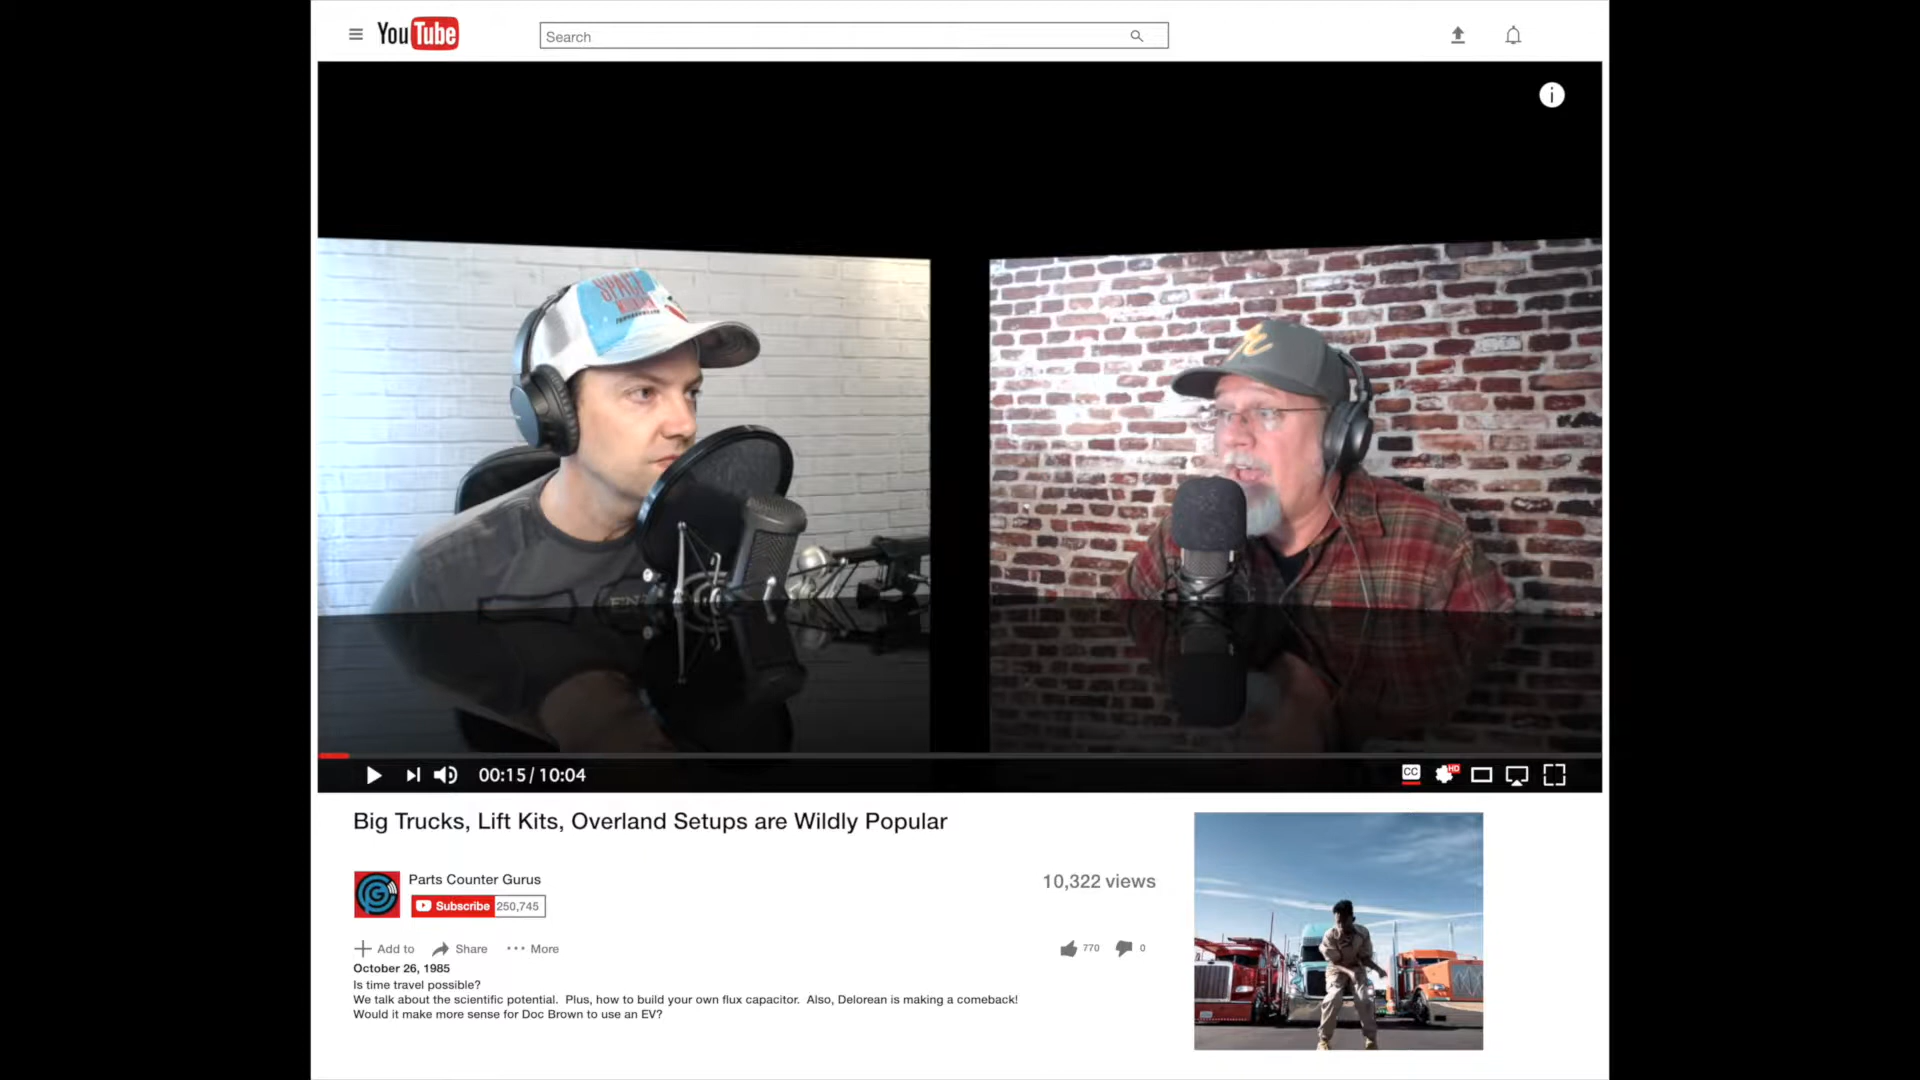 YouTube
Search
SPACE
00:15 / 10:04
CC
HD
Big Trucks, Lift Kits, Overland Setups are Wildly Popular
Parts Counter Gurus
10,322 views
Subscribe 250,745
Add to Share More
770 0
October 26, 1985
Is time travel possible?
We talk about the scientific potential. Plus, how to build your own flux capacitor. Also, Delorean is making a comeback!
Would it make more sense for Doc Brown to use an EV?